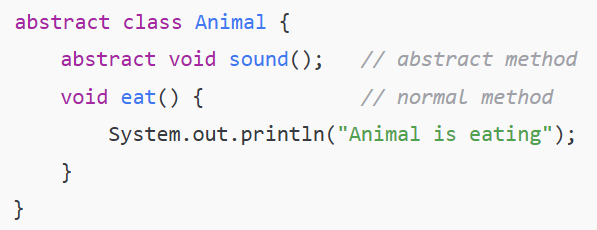 abstract class Animal {
    abstract void sound();   // abstract method
    void eat() {             // normal method
        System.out.println("Animal is eating");
    }
}